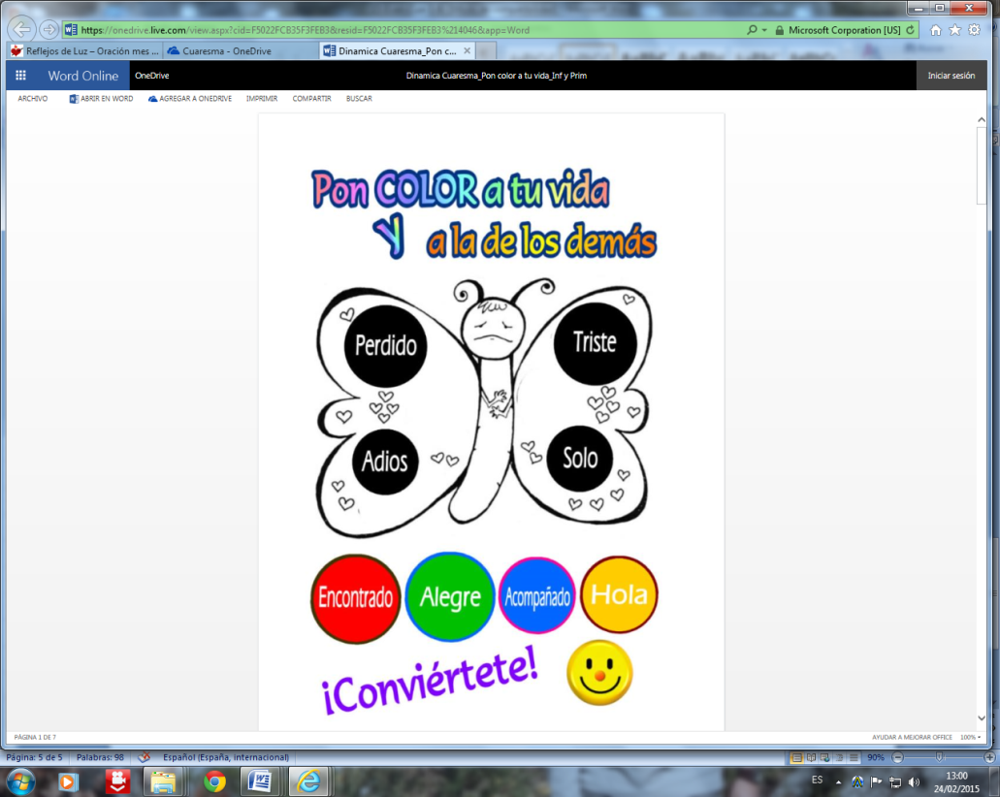 https://onedrive.live.com/view.aspx?cid=F5022FCB35F3FEB3&resid=F5022FCB35F3FEB3%214046&app=Word
Microsoft Corporation [US]
Reflejos de Luz – Oración mes ...
Cuaresma - OneDrive
Dinamica Cuaresma_Pon c...
Word Online
OneDrive
Dinamica Cuaresma_Pon color a tu vida_Inf y Prim
Iniciar sesión
ARCHIVO
ABRIR EN WORD
AGREGAR A ONEDRIVE
IMPRIMIR
COMPARTIR
BUSCAR
Pon COLOR a tu vida
Y a la de los demás
Perdido
Triste
Adios
Solo
Encontrado
Alegre
Acompañado
Hola
¡Conviértete!
PÁGINA 1 DE 7
AYUDAR A MEJORAR OFFICE
100%
Página: 5 de 5
Palabras: 98
Español (España, internacional)
90%
ES
13:00
24/02/2015